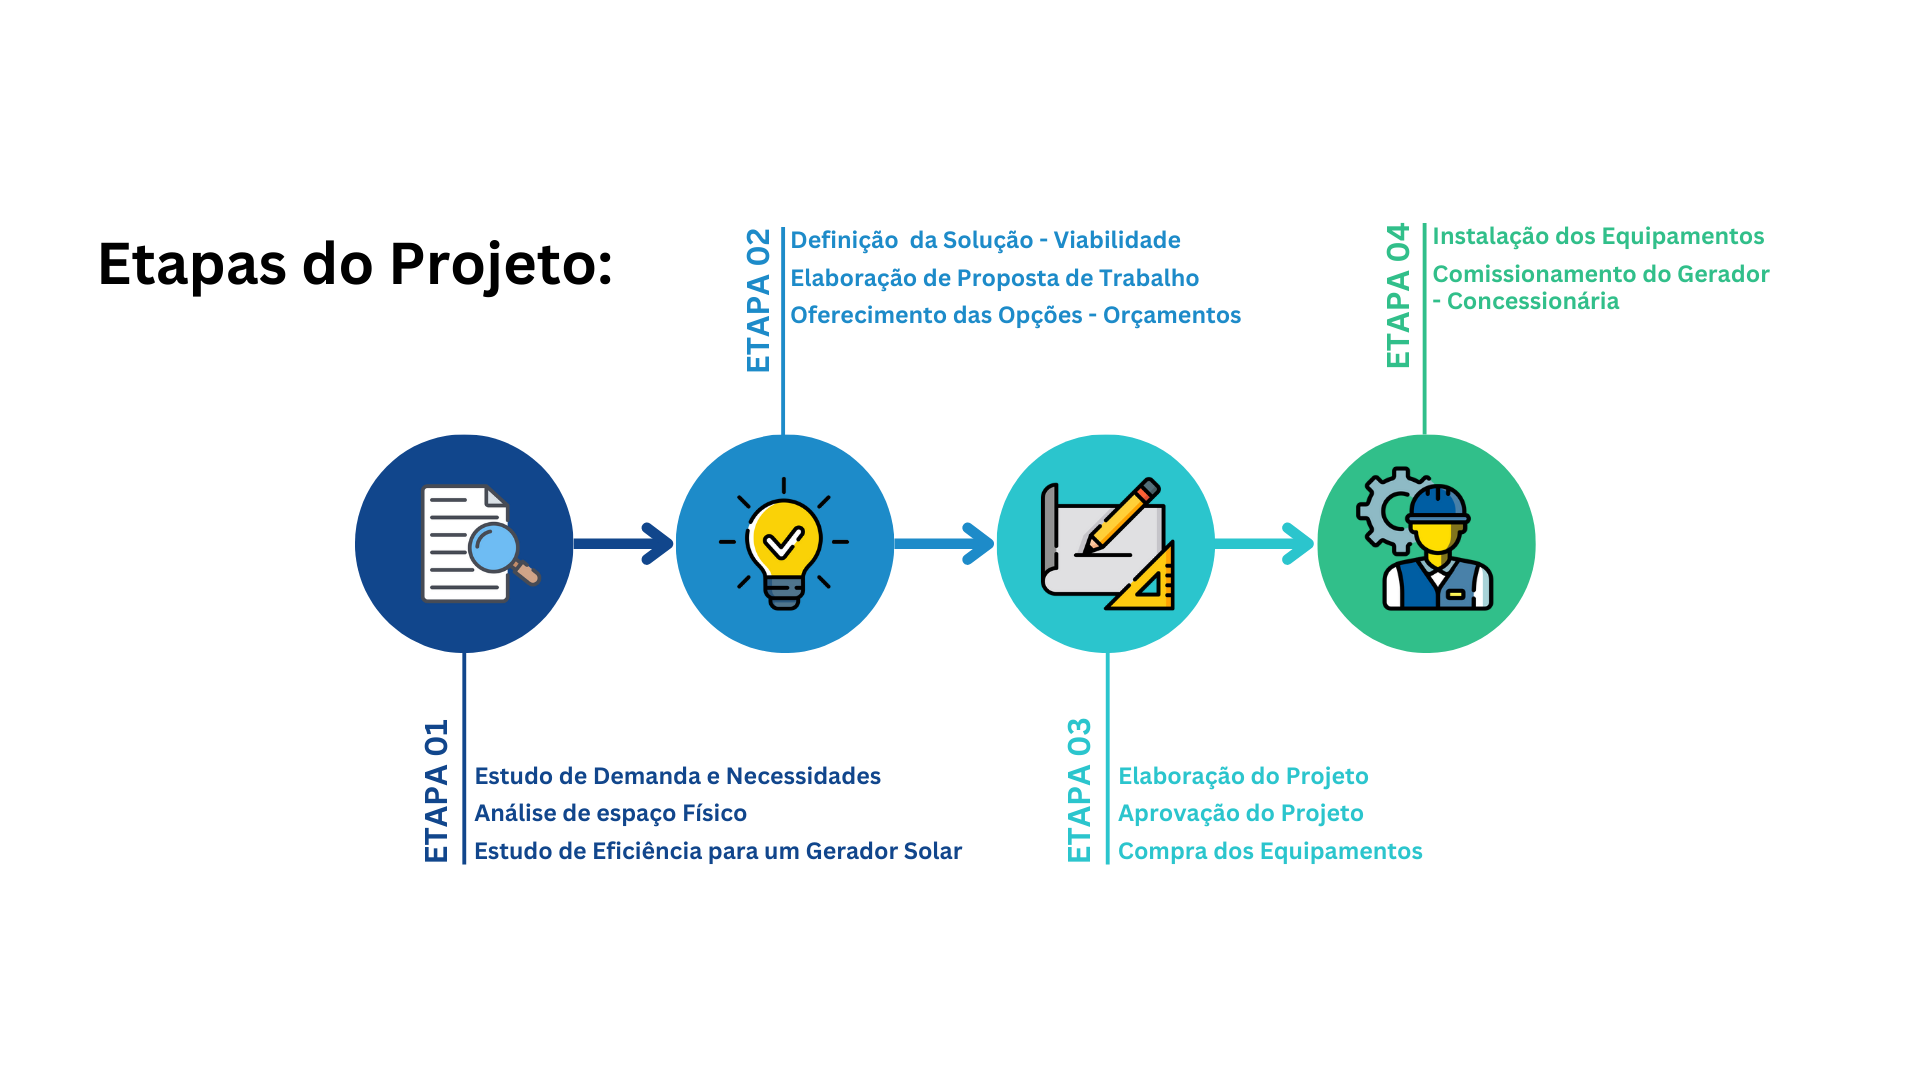 Etapas do Projeto:
ETAPA 01
Estudo de Demanda e Necessidades
Análise de espaço Físico
Estudo de Eficiência para um Gerador Solar
ETAPA 02
Definição  da Solução - Viabilidade
Elaboração de Proposta de Trabalho
Oferecimento das Opções - Orçamentos
ETAPA 03
Elaboração do Projeto
Aprovação do Projeto
Compra dos Equipamentos
ETAPA 04
Instalação dos Equipamentos
Comissionamento do Gerador
- Concessionária